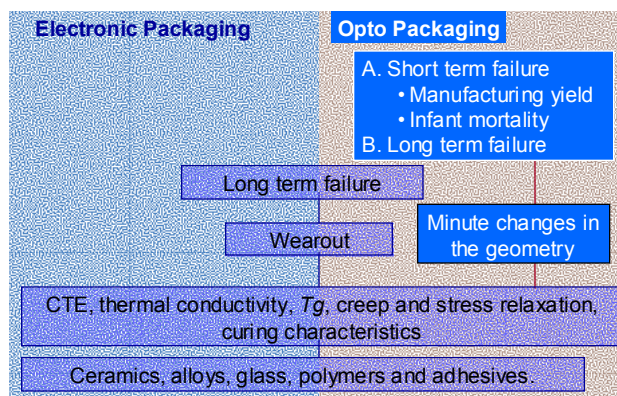 Electronic Packaging
Opto Packaging
A. Short term failure
• Manufacturing yield
• Infant mortality
B. Long term failure
Long term failure
Wearout
Minute changes in
the geometry
CTE, thermal conductivity, Tg, creep and stress relaxation,
curing characteristics
Ceramics, alloys, glass, polymers and adhesives.